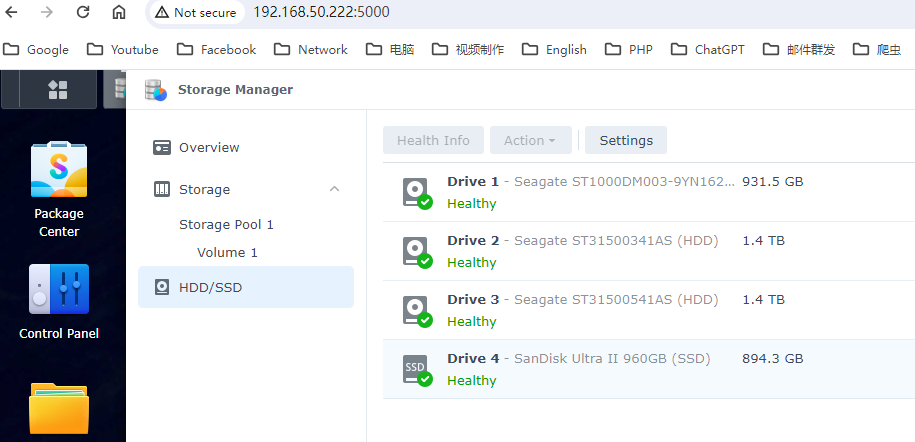 Not secure 192.168.50.222:5000
Google Youtube Facebook Network 电脑 视频制作 English PHP ChatGPT 邮件群发 爬虫
Storage Manager
Package
Center
Control Panel
Overview
Storage
Storage Pool 1
Volume 1
HDD/SSD
Health Info Action Settings
Drive 1 - Seagate ST1000DM003-9YN162... 931.5 GB
Healthy
Drive 2 - Seagate ST31500341AS (HDD) 1.4 TB
Healthy
Drive 3 - Seagate ST31500541AS (HDD) 1.4 TB
Healthy
SSD
Drive 4 - SanDisk Ultra II 960GB (SSD) 894.3 GB
Healthy